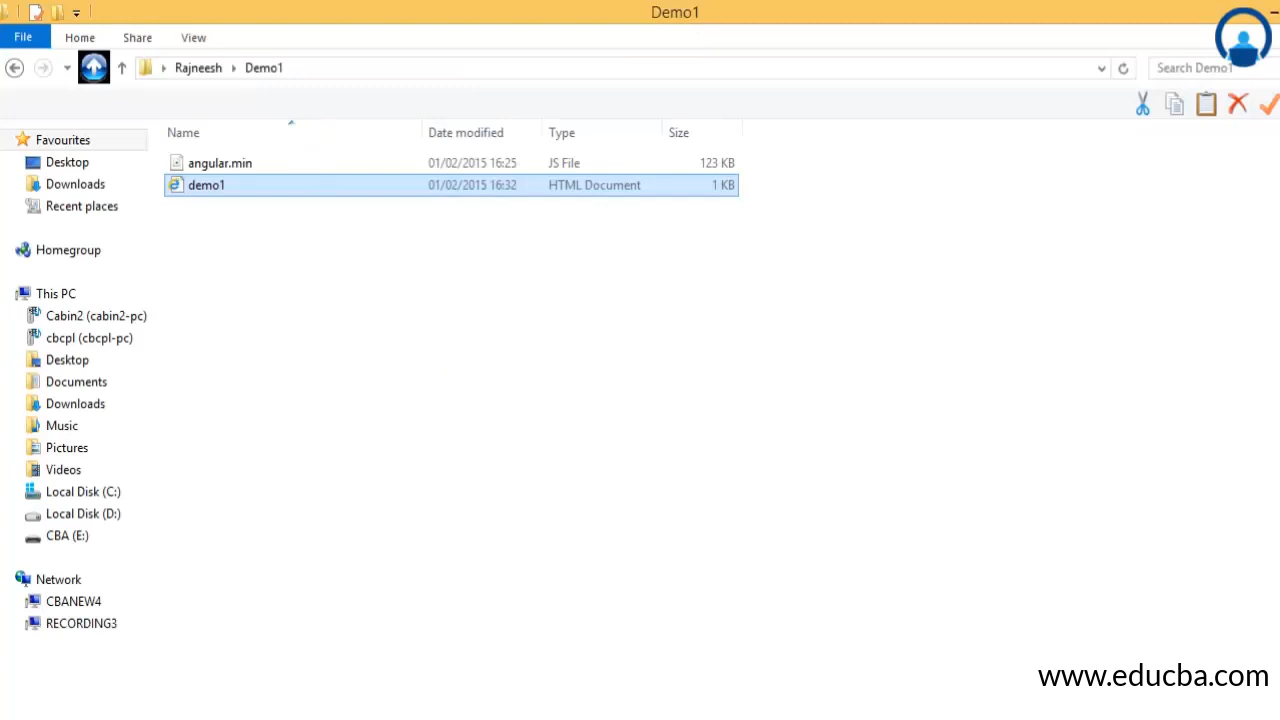 Demo1
File Home Share View
Rajneesh Demo1 Search Demo1
Name Date modified Type Size
Favourites
Desktop
Downloads
Recent places
Homegroup
This PC
Cabin2 (cabin2-pc)
cbcpl (cbcpl-pc)
Desktop
Documents
Downloads
Music
Pictures
Videos
Local Disk (C:)
Local Disk (D:)
CBA (E:)
Network
CBANEW4
RECORDING3
angular.min 01/02/2015 16:25 JS File 123 KB
demo1 01/02/2015 16:32 HTML Document 1 KB
www.educba.com